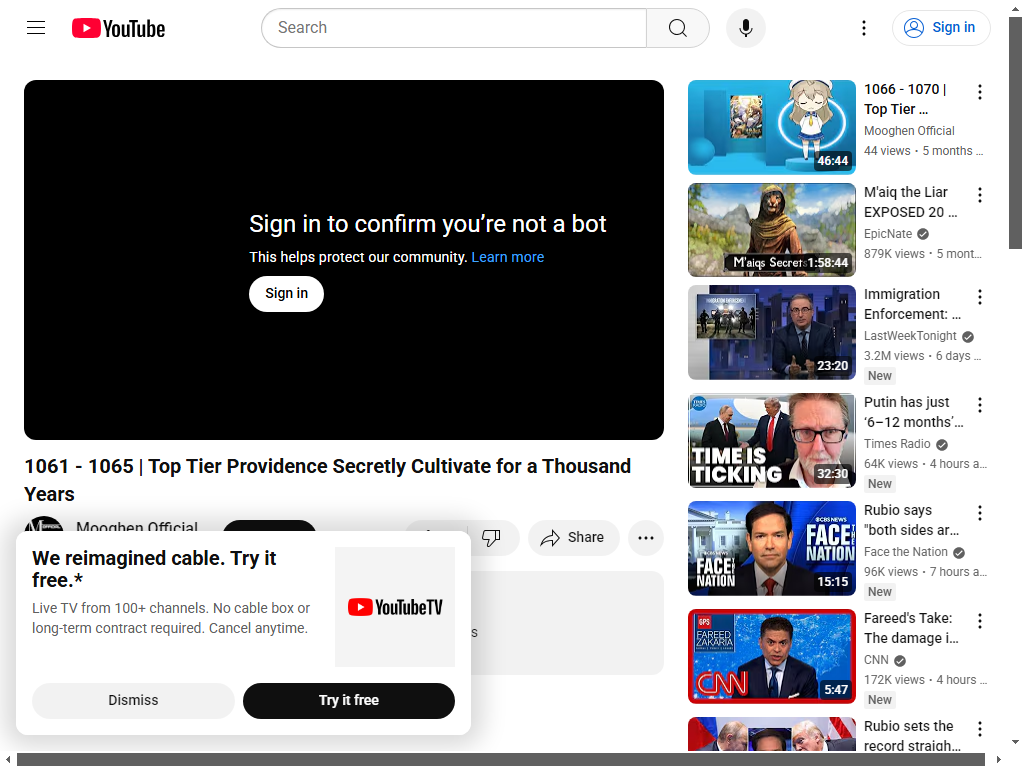 YouTube
Search
Sign in
Sign in to confirm you’re not a bot
This helps protect our community. Learn more
Sign in
1061 - 1065 | Top Tier Providence Secretly Cultivate for a Thousand
Years
Mooghen Official
Share
We reimagined cable. Try it
free.*
Live TV from 100+ channels. No cable box or
long-term contract required. Cancel anytime.
YouTubeTV
Dismiss
Try it free
s
46:44
1066 - 1070 |
Top Tier ...
Mooghen Official
44 views • 5 months ...
M'aiqs Secrets
1:58:44
M'aiq the Liar
EXPOSED 20 ...
EpicNate
879K views • 5 mont...
23:20
Immigration
Enforcement: ...
LastWeekTonight
3.2M views • 6 days ...
New
TIMES RADIO
TIME IS
TICKING
32:30
Putin has just
‘6–12 months’...
Times Radio
64K views • 4 hours a...
New
CBS NEWS
FACE THE
NATION
FACE
NATION
15:15
Rubio says
"both sides ar...
Face the Nation
96K views • 7 hours a...
New
GPS
FAREED
ZAKARIA
CNN
5:47
Fareed's Take:
The damage i...
CNN
172K views • 4 hours ...
New
Rubio sets the
record straigh...